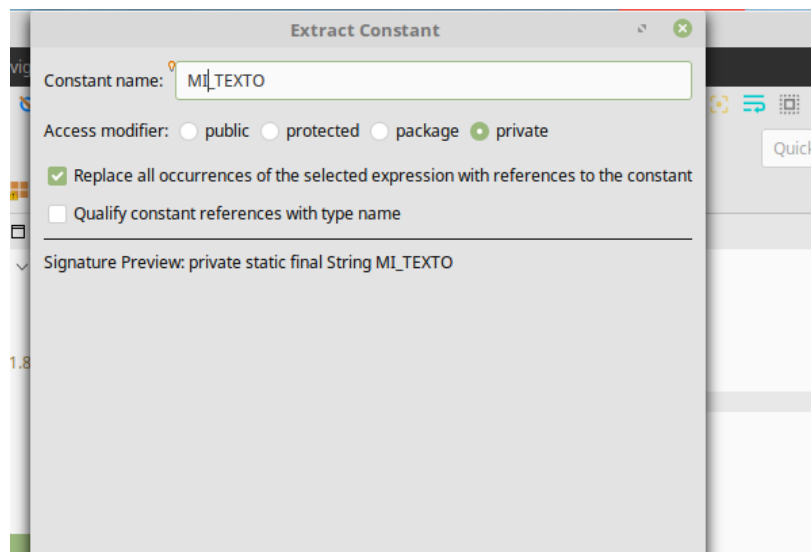 Extract Constant
Constant name: MI_TEXTO
Access modifier: public protected package private
Replace all occurrences of the selected expression with references to the constant
Qualify constant references with type name
Signature Preview: private static final String MI_TEXTO
vig
Quick
1.8